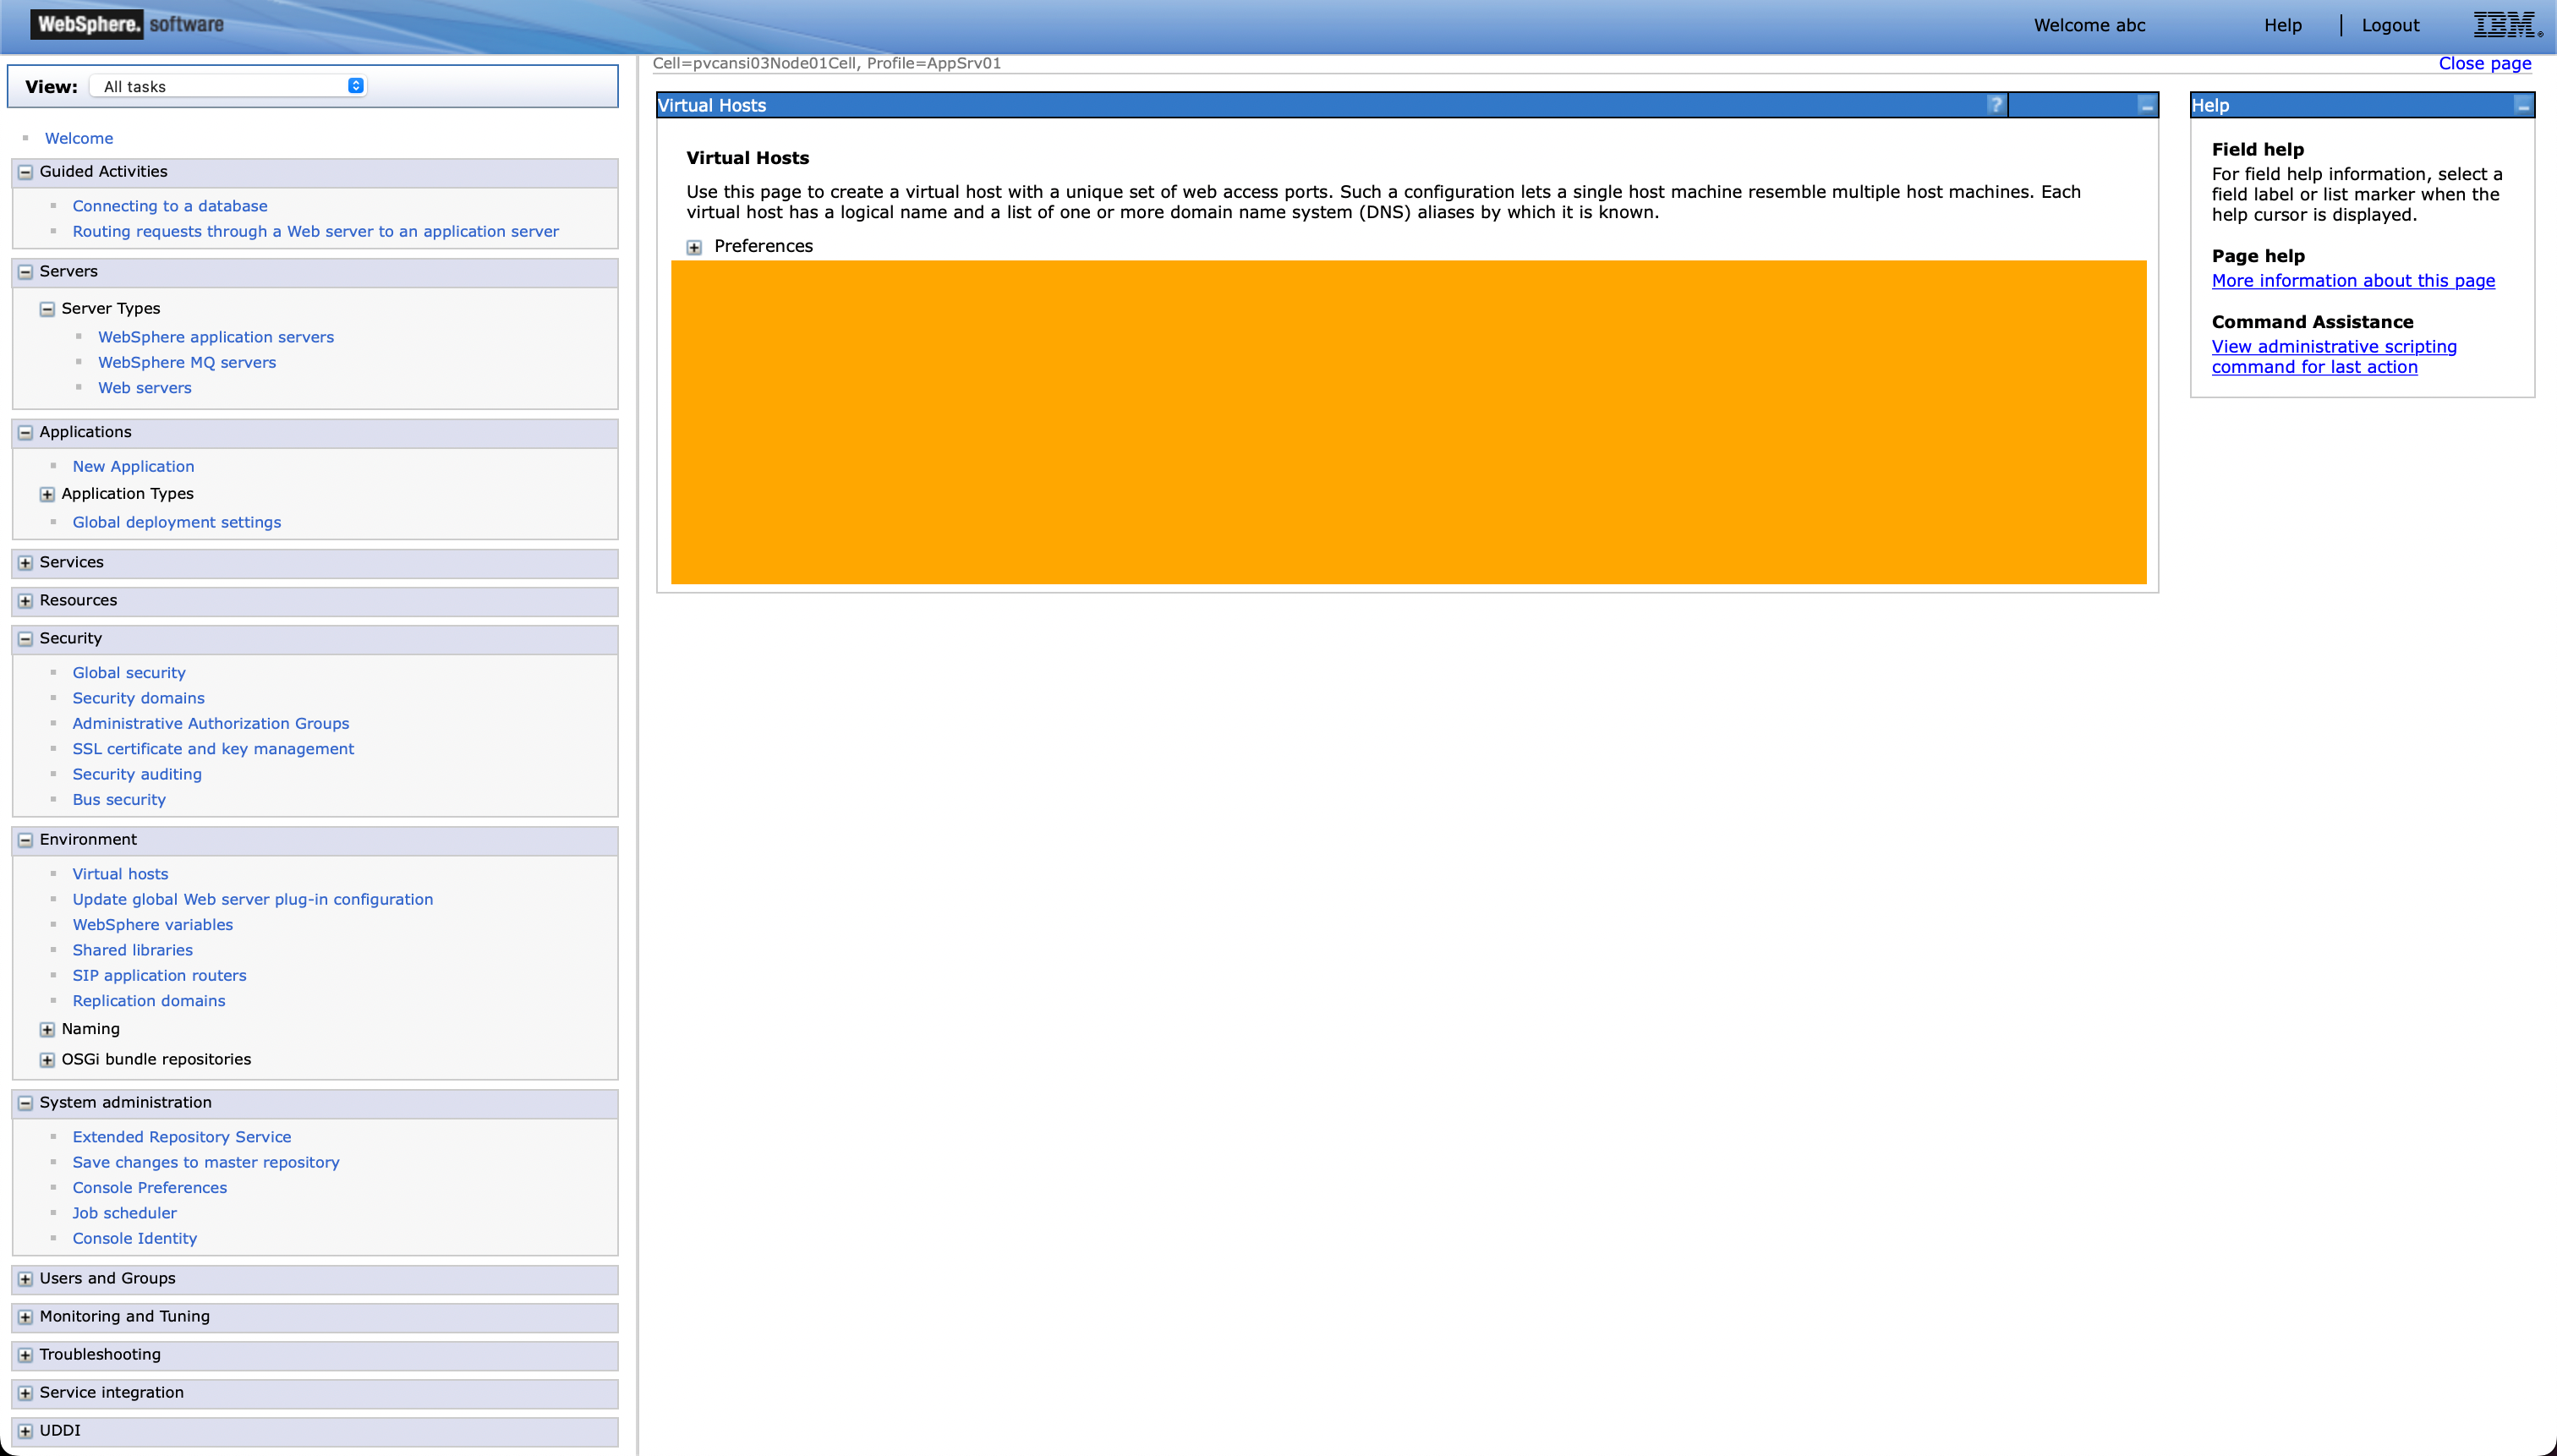 WebSphere. software
Welcome abc
Help
Logout
IBM.
View:
All tasks
Welcome
Guided Activities
Connecting to a database
Routing requests through a Web server to an application server
Servers
Server Types
WebSphere application servers
WebSphere MQ servers
Web servers
Applications
New Application
Application Types
Global deployment settings
Services
Resources
Security
Global security
Security domains
Administrative Authorization Groups
SSL certificate and key management
Security auditing
Bus security
Environment
Virtual hosts
Update global Web server plug-in configuration
WebSphere variables
Shared libraries
SIP application routers
Replication domains
Naming
OSGi bundle repositories
System administration
Extended Repository Service
Save changes to master repository
Console Preferences
Job scheduler
Console Identity
Users and Groups
Monitoring and Tuning
Troubleshooting
Service integration
UDDI
Cell=pvcansi03Node01Cell, Profile=AppSrv01
Close page
Virtual Hosts
?
Virtual Hosts
Use this page to create a virtual host with a unique set of web access ports. Such a configuration lets a single host machine resemble multiple host machines. Each
virtual host has a logical name and a list of one or more domain name system (DNS) aliases by which it is known.
Preferences
Help
Field help
For field help information, select a
field label or list marker when the
help cursor is displayed.
Page help
More information about this page
Command Assistance
View administrative scripting
command for last action